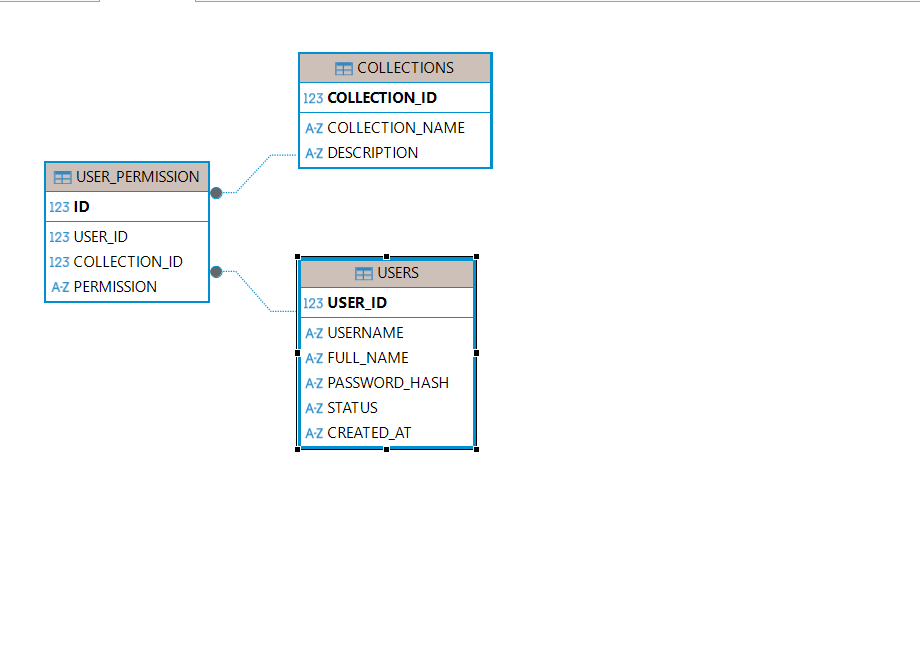 COLLECTIONS
123 COLLECTION_ID
A-Z COLLECTION_NAME
A-Z DESCRIPTION
USER_PERMISSION
123 ID
123 USER_ID
123 COLLECTION_ID
A-Z PERMISSION
USERS
123 USER_ID
A-Z USERNAME
A-Z FULL_NAME
A-Z PASSWORD_HASH
A-Z STATUS
A-Z CREATED_AT